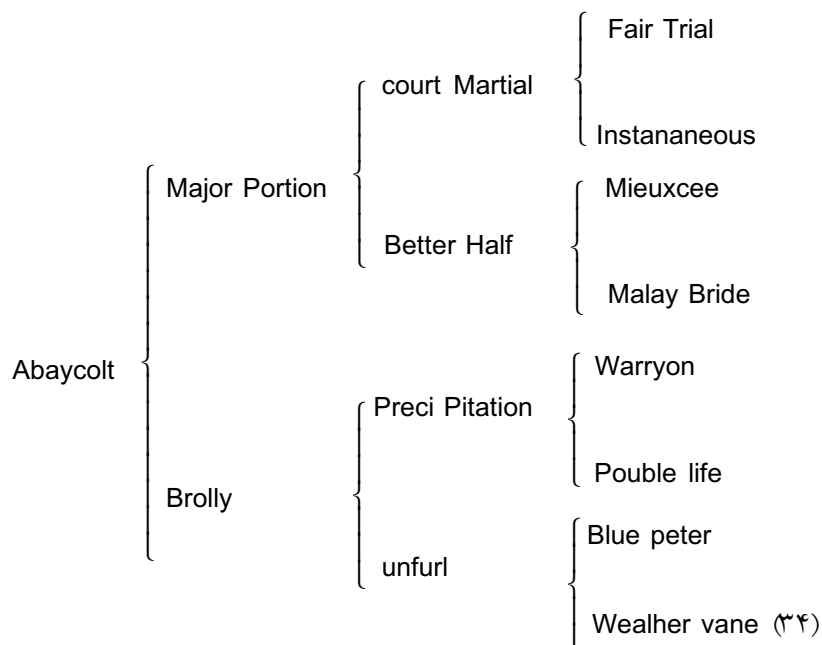 Fair Trial
court Martial
Instananeous
Major Portion
Mieuxcee
Better Half
Malay Bride
Abaycolt
Warryon
Preci Pitation
Pouble life
Brolly
Blue peter
unfurl
Wealher vane (۳۴)